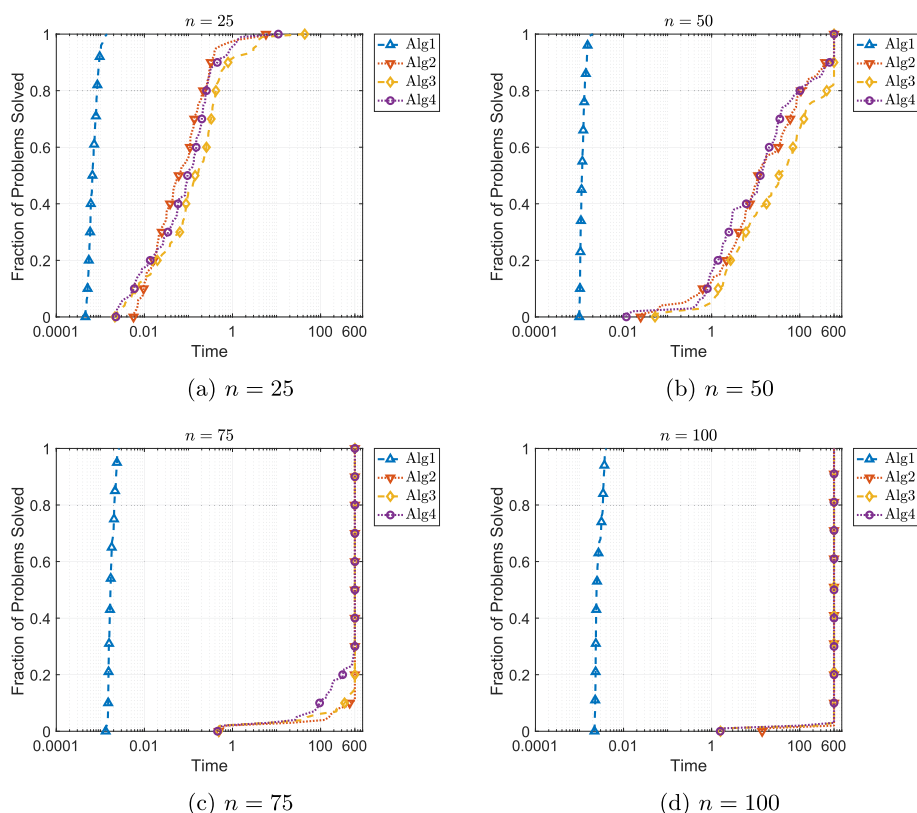 n = 25
1
0.8
0.6
0.4
0.2
0
Fraction of Problems Solved
0.0001 0.01 1 100 600
Time
Alg1
Alg2
Alg3
Alg4
(a) n = 25
n = 50
1
0.8
0.6
0.4
0.2
0
Fraction of Problems Solved
0.0001 0.01 1 100 600
Time
Alg1
Alg2
Alg3
Alg4
(b) n = 50
n = 75
1
0.8
0.6
0.4
0.2
0
Fraction of Problems Solved
0.0001 0.01 1 100 600
Time
Alg1
Alg2
Alg3
Alg4
(c) n = 75
n = 100
1
0.8
0.6
0.4
0.2
0
Fraction of Problems Solved
0.0001 0.01 1 100 600
Time
Alg1
Alg2
Alg3
Alg4
(d) n = 100